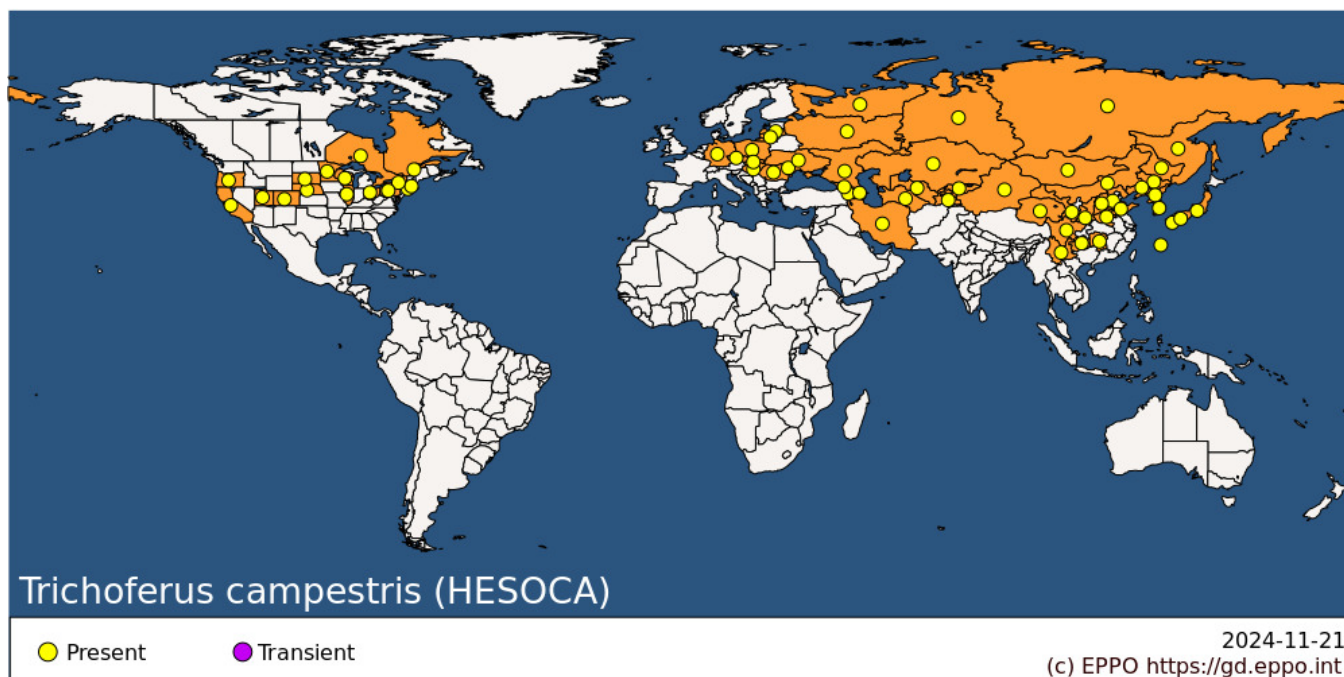 Trichoferus campestris (HESOCA)
Present
Transient
2024-11-21
(c) EPPO https://gd.eppo.int